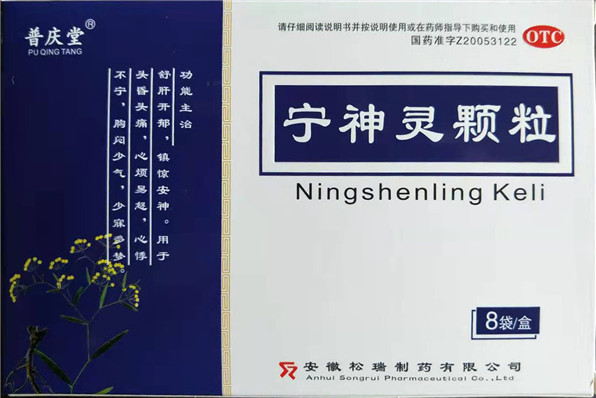 普庆堂®
PU QING TANG
请仔细阅读说明书并按说明使用或在药师指导下购买和使用
国药准字Z20053122
OTC
宁神灵颗粒
Ningshenling Keli
功能主治
舒肝开郁，镇惊安神。用于
头昏头痛，心烦易怒，心悸
不宁，胸闷少气，少寐多梦。
8袋/盒
安徽松瑞制药有限公司
Anhui Songrui Pharmaceutical Co.,Ltd